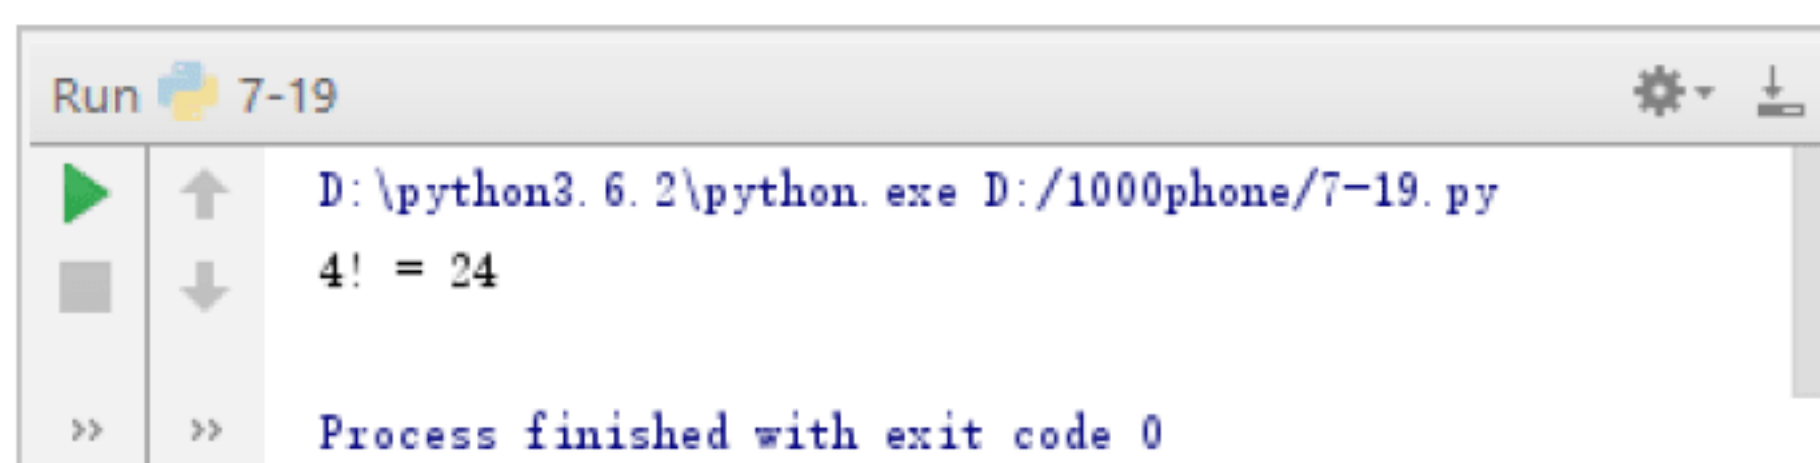 Run 7-19
D:\python3.6.2\python.exe D:/1000phone/7-19.py
4! = 24
Process finished with exit code 0